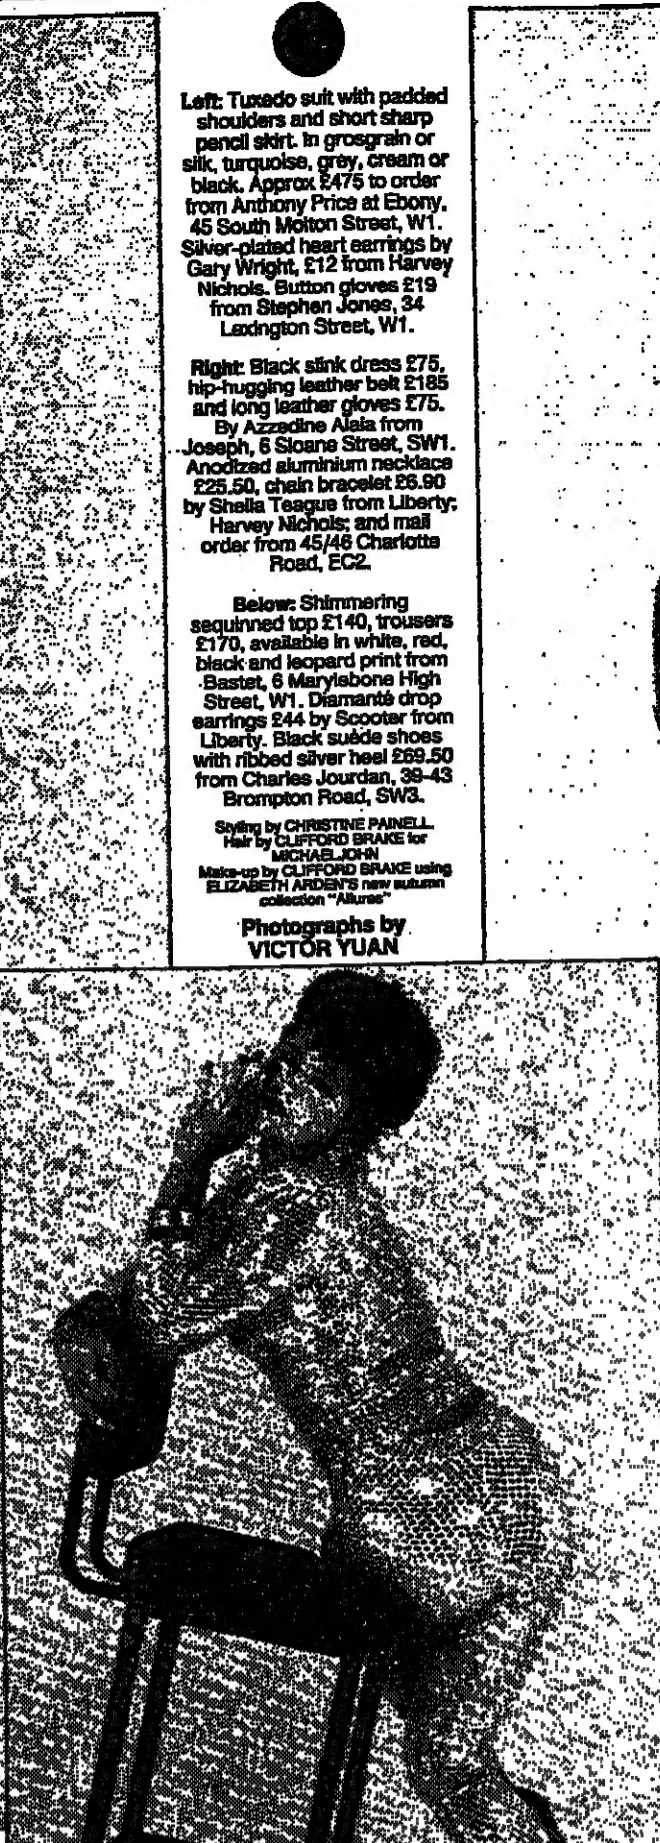 Left: Tuxedo suit with padded
shoulders and short sharp
pencil skirt. In grosgrain or
silk, turquoise, grey, cream or
black. Approx £475 to order
from Anthony Price at Ebony,
45 South Molton Street, W1.
Silver-plated heart earrings by
Gary Wright, £12 from Harvey
Nichols. Button gloves £19
from Stephen Jones, 34
Lexington Street, W1.
Right: Black slink dress £75,
hip-hugging leather belt £185
and long leather gloves £75.
By Azzedine Alaia from
Joseph, 6 Sloane Street, SW1.
Anodized aluminium necklace
£25.50, chain bracelet £6.90
by Sheila Teague from Liberty;
Harvey Nichols; and mail
order from 45/46 Charlotte
Road, EC2.
Below: Shimmering
sequinned top £140, trousers
£170, available in white, red,
black and leopard print from
Bastet, 6 Marylebone High
Street, W1. Diamanté drop
earrings £44 by Scooter from
Liberty. Black suède shoes
with ribbed silver heel £69.50
from Charles Jourdan, 39-43
Brompton Road, SW3.
Styling by CHRISTINE PAINELL
Hair by CLIFFORD BRAKE for
MICHAELJOHN
Make-up by CLIFFORD BRAKE using
ELIZABETH ARDEN'S new autumn
collection "Allures"
Photographs by
VICTOR YUAN